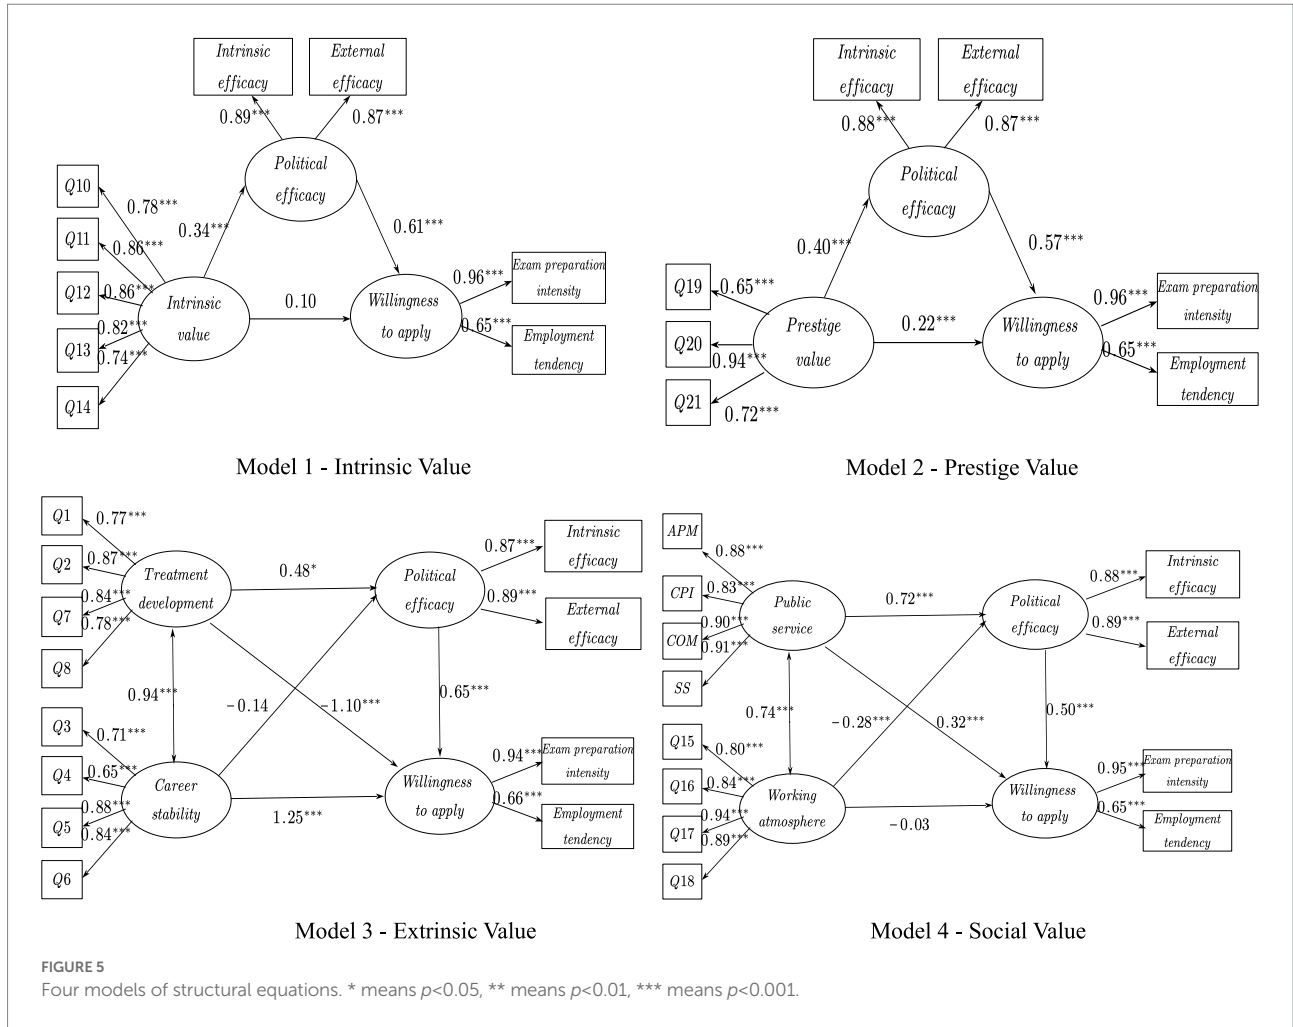 Intrinsic
efficacy
External
efficacy
0.89***
0.87***
Political
efficacy
Q10
Q11
Q12
Q13
Q14
0.78***
0.86***
0.86***
0.82***
0.74***
0.34***
0.61***
Intrinsic
value
0.10
Willingness
to apply
0.96***
0.65***
Exam preparation
intensity
Employment
tendency
Model 1 - Intrinsic Value
Intrinsic
efficacy
External
efficacy
0.88***
0.87***
Political
efficacy
0.40***
0.57***
Q19
Q20
Q21
0.65***
0.94***
0.72***
Prestige
value
0.22***
Willingness
to apply
0.96***
0.65***
Exam preparation
intensity
Employment
tendency
Model 2 - Prestige Value
Q1
Q2
Q7
Q8
0.77***
0.87***
0.84***
0.78***
Treatment
development
0.48*
Political
efficacy
0.87***
0.89***
Intrinsic
efficacy
External
efficacy
0.94***
−0.14
−1.10***
0.65***
Q3
Q4
Q5
Q6
0.71***
0.65***
0.88***
0.84***
Career
stability
1.25***
Willingness
to apply
0.94***
0.66***
Exam preparation
intensity
Employment
tendency
Model 3 - Extrinsic Value
APM
CPI
COM
SS
0.88***
0.83***
0.90***
0.91***
Public
service
0.72***
Political
efficacy
0.88***
0.89***
Intrinsic
efficacy
External
efficacy
0.74***
−0.28***
0.32***
0.50***
Q15
Q16
Q17
Q18
0.80***
0.84***
0.94***
0.89***
Working
atmosphere
−0.03
Willingness
to apply
0.95***
0.65***
Exam preparation
intensity
Employment
tendency
Model 4 - Social Value
FIGURE 5
Four models of structural equations. * means p<0.05, ** means p<0.01, *** means p<0.001.